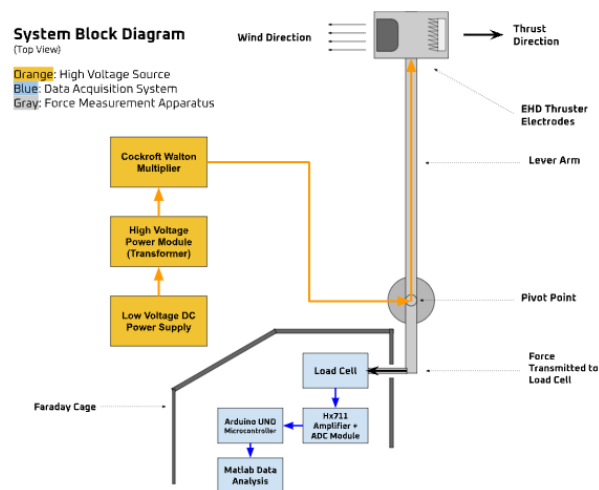 System Block Diagram
(Top View)
Orange: High Voltage Source
Blue: Data Acquisition System
Gray: Force Measurement Apparatus
Wind Direction
Thrust
Direction
EHD Thruster
Electrodes
Cockroft Walton
Multiplier
Lever Arm
High Voltage
Power Module
(Transformer)
Low Voltage DC
Power Supply
Pivot Point
Load Cell
Force
Transmitted to
Load Cell
Faraday Cage
Arduino UNO
Microcontroller
Hx711
Amplifier +
ADC Module
Matlab Data
Analysis